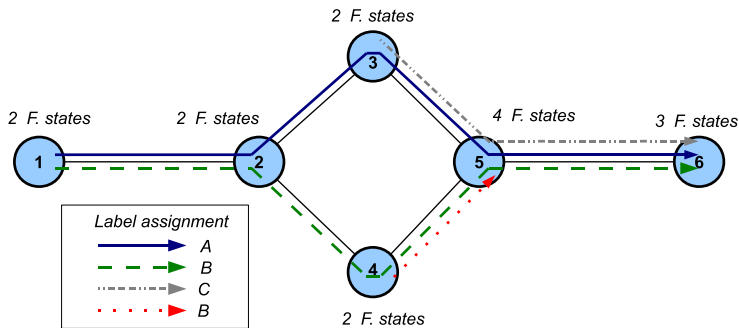 2 F. states
3
2 F. states
2 F. states
4 F. states
3 F. states
1
2
5
6
Label assignment
A
B
C
B
4
2 F. states